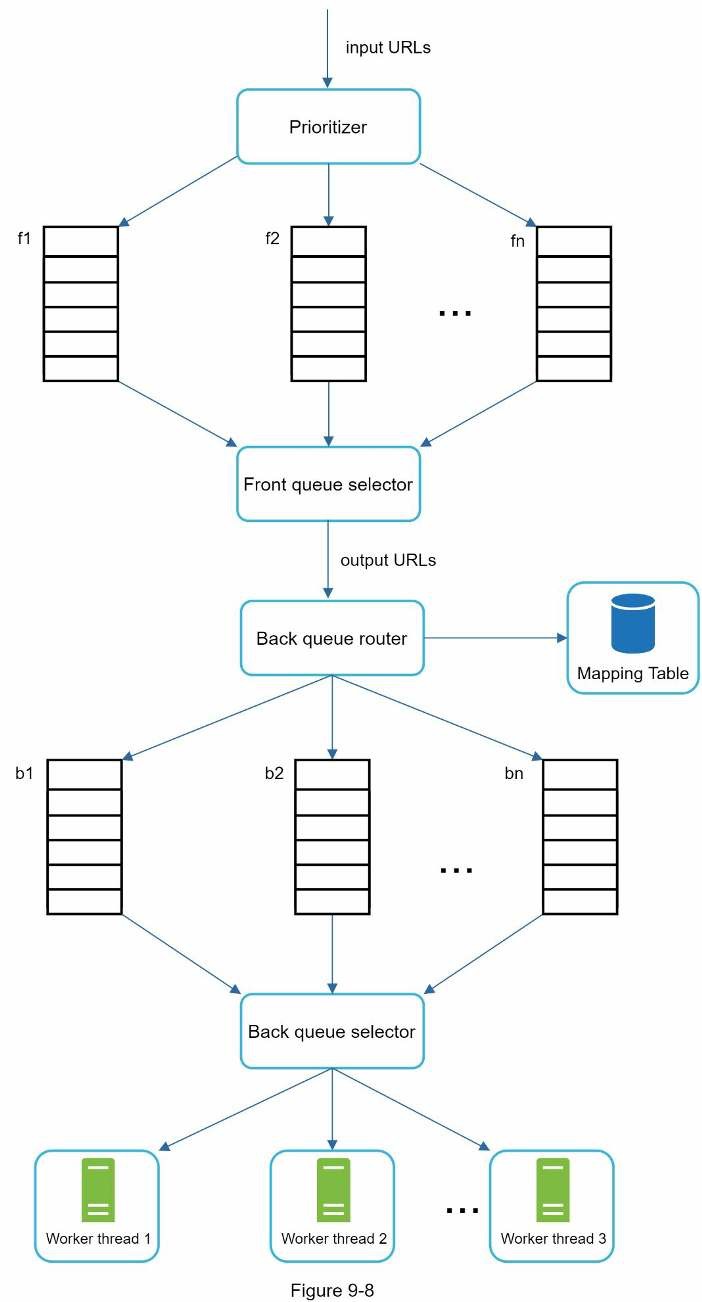 input URLs
Prioritizer
f1
f2
fn
...
Front queue selector
output URLs
Back queue router
Mapping Table
b1
b2
bn
...
Back queue selector
...
Worker thread 1
Worker thread 2
Worker thread 3
Figure 9-8